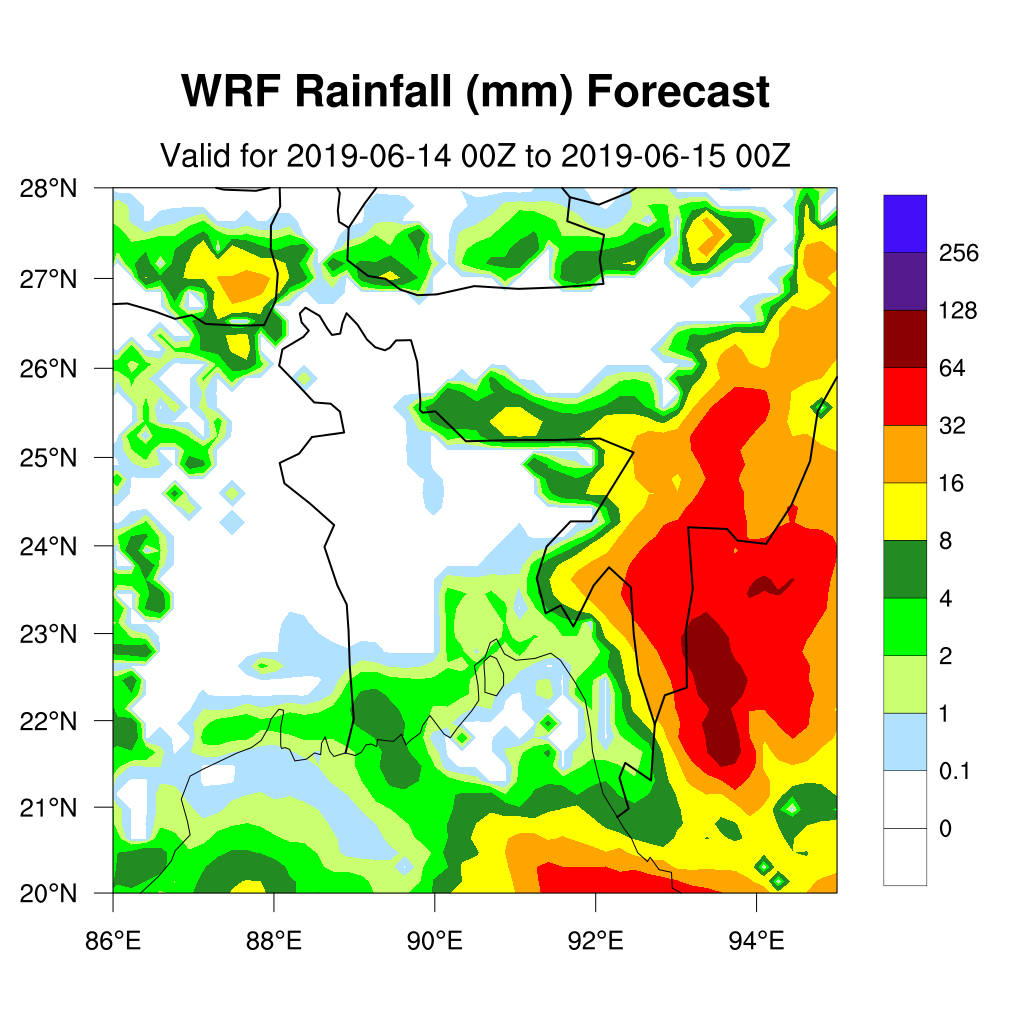 WRF Rainfall (mm) Forecast
Valid for 2019-06-14 00Z to 2019-06-15 00Z
28°N
27°N
26°N
25°N
24°N
23°N
22°N
21°N
20°N
86°E 88°E 90°E 92°E 94°E
256
128
64
32
16
8
4
2
1
0.1
0